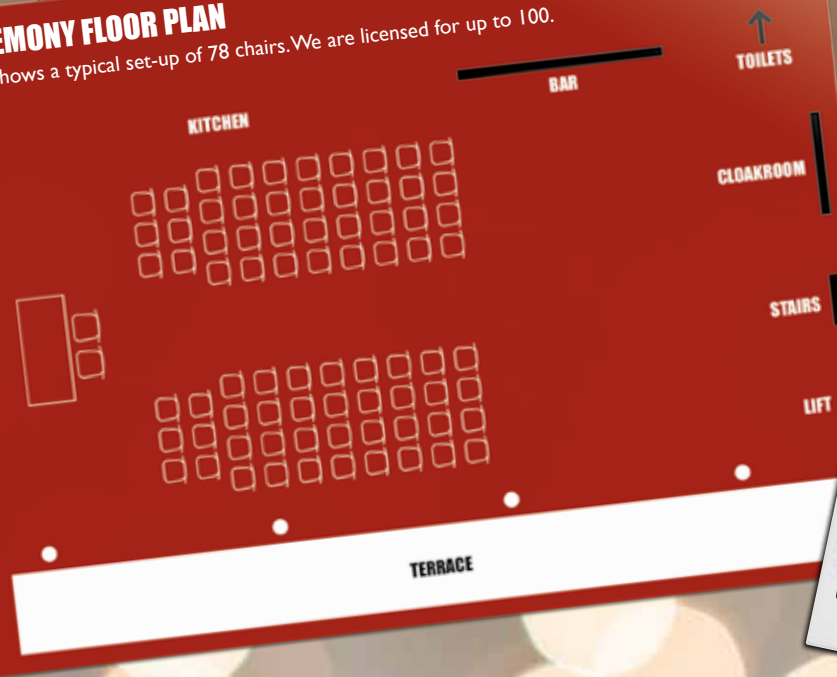 EMONY FLOOR PLAN
hows a typical set-up of 78 chairs. We are licensed for up to 100.
TOILETS
BAR
KITCHEN
CLOAKROOM
STAIRS
LIFT
TERRACE